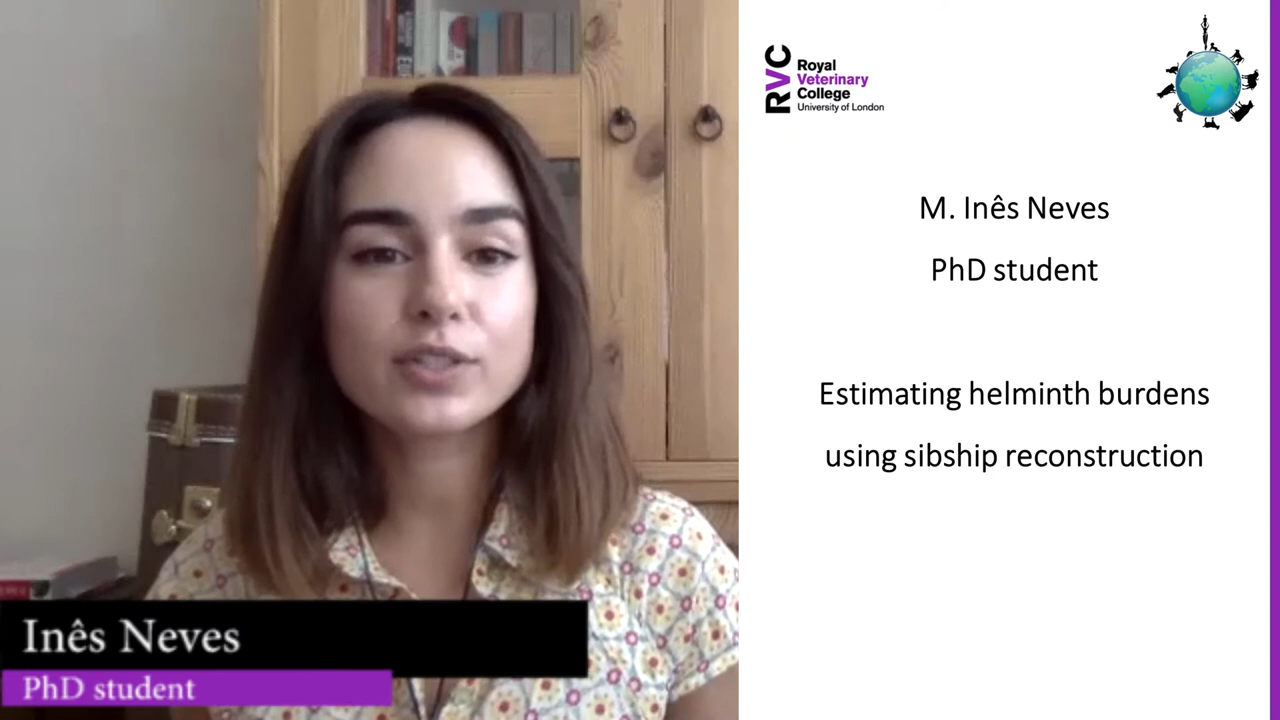 RVC
Royal
Veterinary
College
University of London
M. Inês Neves
PhD student
Estimating helminth burdens
using sibship reconstruction
Inês Neves
PhD student